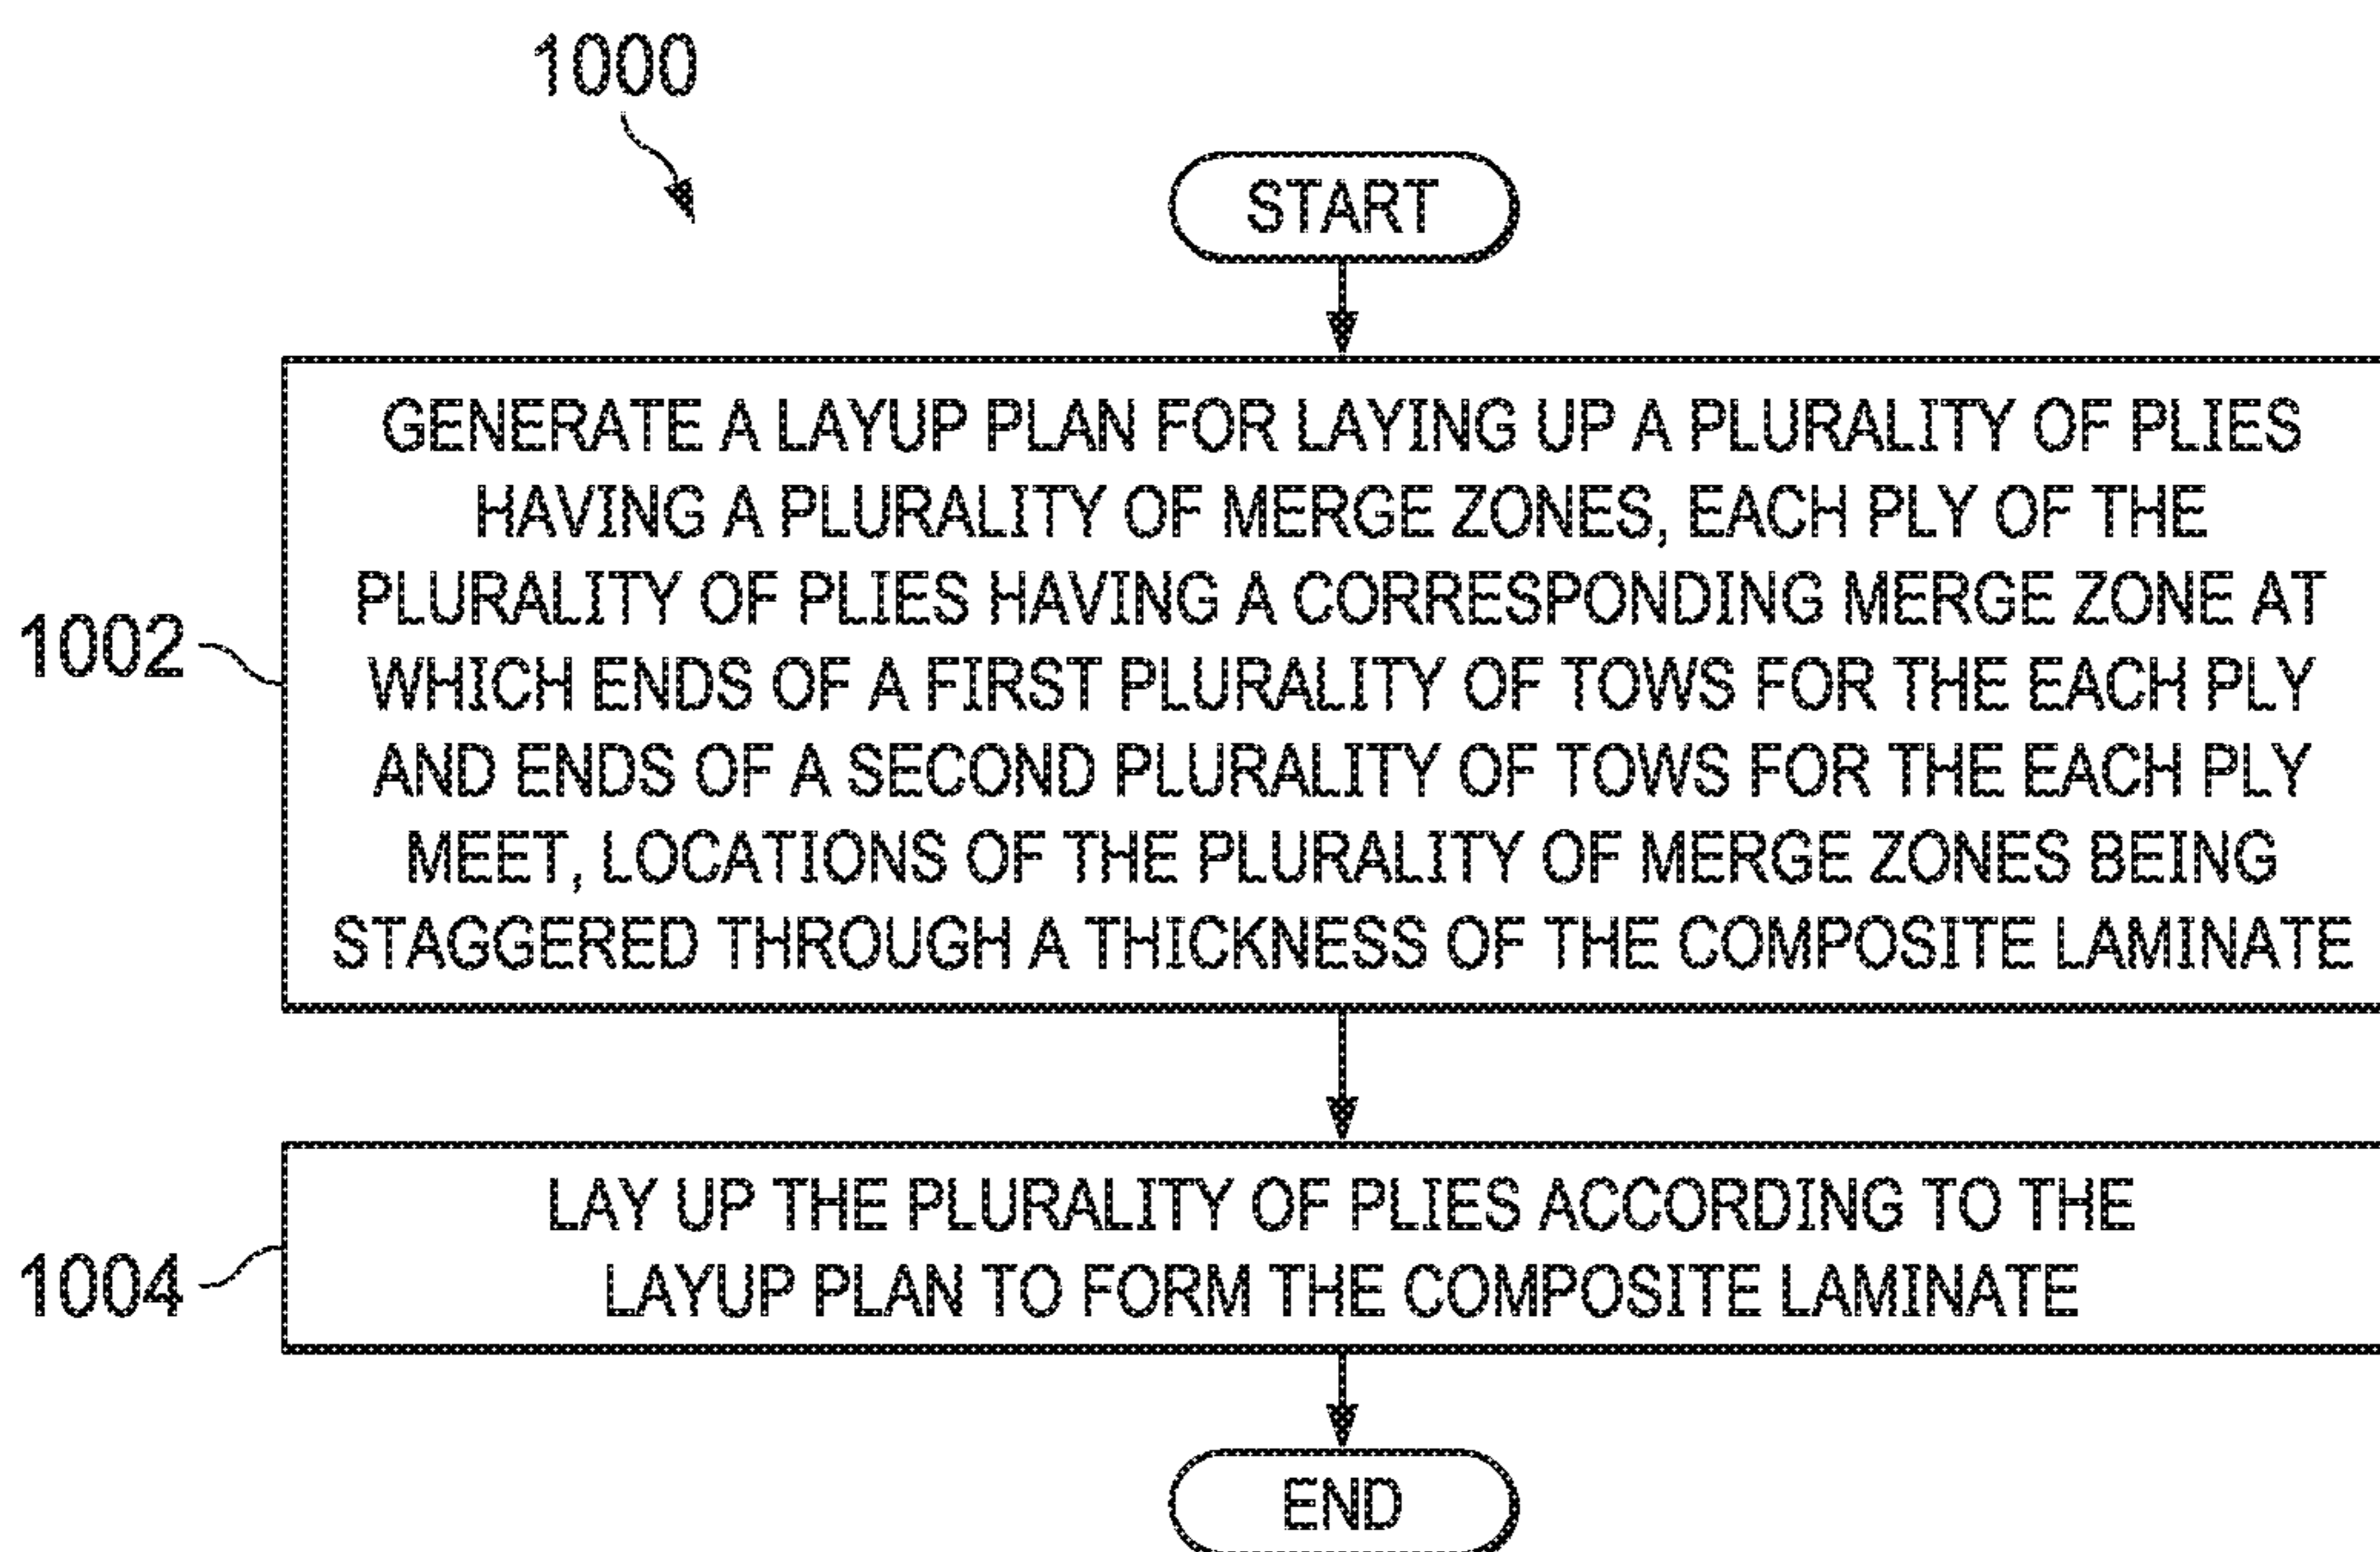 1000
START
GENERATE A LAYUP PLAN FOR LAYING UP A PLURALITY OF PLIES
HAVING A PLURALITY OF MERGE ZONES, EACH PLY OF THE
PLURALITY OF PLIES HAVING A CORRESPONDING MERGE ZONE AT
WHICH ENDS OF A FIRST PLURALITY OF TOWS FOR THE EACH PLY
AND ENDS OF A SECOND PLURALITY OF TOWS FOR THE EACH PLY
MEET, LOCATIONS OF THE PLURALITY OF MERGE ZONES BEING
STAGGERED THROUGH A THICKNESS OF THE COMPOSITE LAMINATE
1002
LAY UP THE PLURALITY OF PLIES ACCORDING TO THE
LAYUP PLAN TO FORM THE COMPOSITE LAMINATE
1004
END